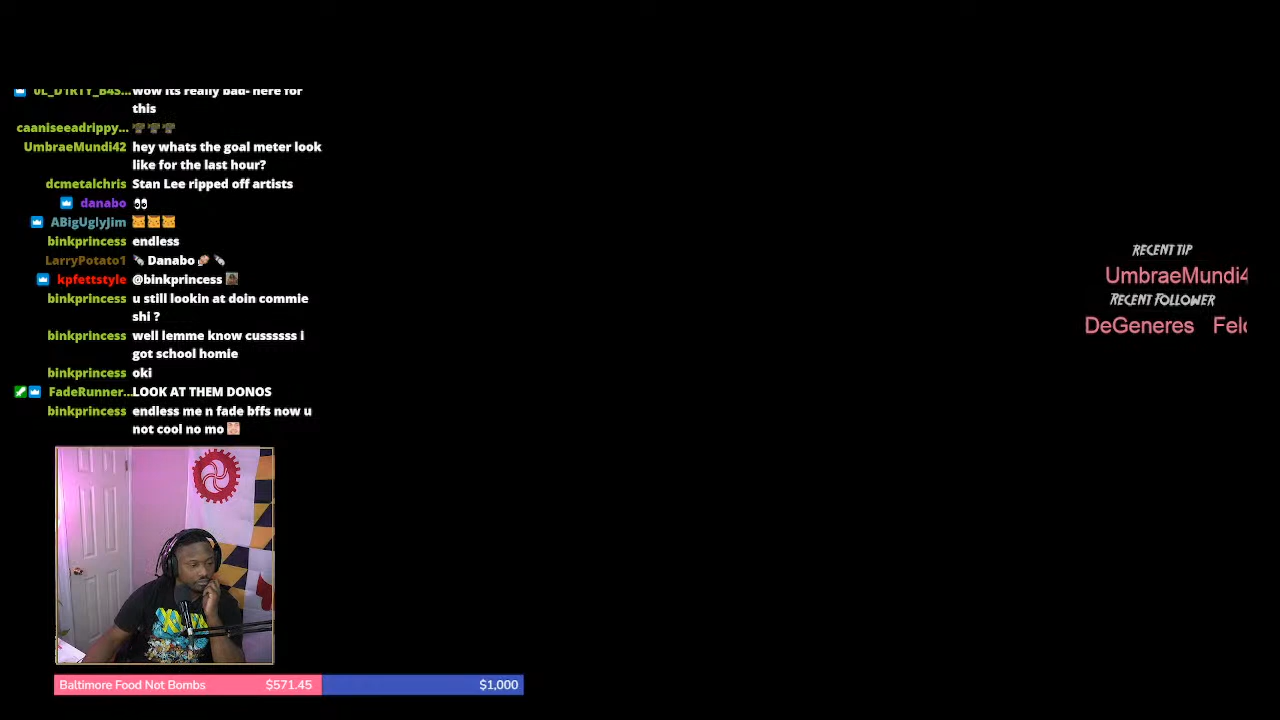 wow its really bad- here for
this
caaniseeadrippy...
UmbraeMundi42 hey whats the goal meter look
like for the last hour?
dcmetalchris Stan Lee ripped off artists
danabo
ABigUglyJim
binkprincess endless
LarryPotato1 Danabo
kpfettstyle @binkprincess
binkprincess u still lookin at doin commie
shi ?
binkprincess well lemme know cussssss i
got school homie
binkprincess oki
FadeRunner... LOOK AT THEM DONOS
binkprincess endless me n fade bffs now u
not cool no mo
RECENT TIP
UmbraeMundi4
RECENT FOLLOWER
DeGeneres Felo
Baltimore Food Not Bombs $571.45 $1,000